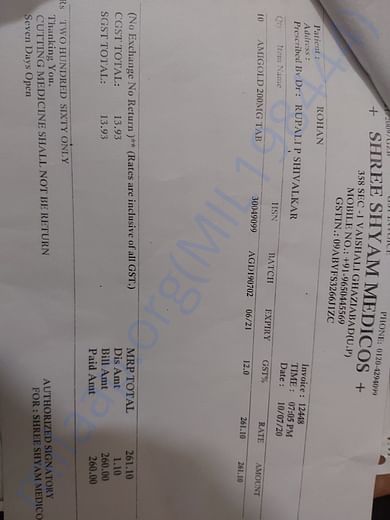 PHONE: 0120-4294099
+ SHREE SHYAM MEDICOS +
358 SEC -1 VAISHALI GHAZIABAD(U.P)
MOBILE NO.: +91-9650445569
GSTIN.: 09ABVFS3266J1ZC
Patient : ROHAN
Address :
Prescribed By Dr : RUPALI P SHIVALKAR
Invoice : 12448
TIME : 07:05 PM
Date : 10/07/20
Qty Item Name HSN BATCH EXPIRY GST% RATE AMOUNT
10 AMIGOLD 200MG TAB 30049099 AGD190702 06/21 12.0 261.10 261.10
(No Exchange No Return )** (Rates are inclusive of all GST.)
CGST TOTAL: 13.93
SGST TOTAL: 13.93
MRP TOTAL 261.10
Dis Amt 1.10
Bill Amt 260.00
Paid Amt 260.00
Rs TWO HUNDRED SIXTY ONLY
Thanking You.
CUTTING MEDICINE SHALL NOT BE RETURN
Seven Days Open
AUTHORIZED SIGNATORY
FOR : SHREE SHYAM MEDICO